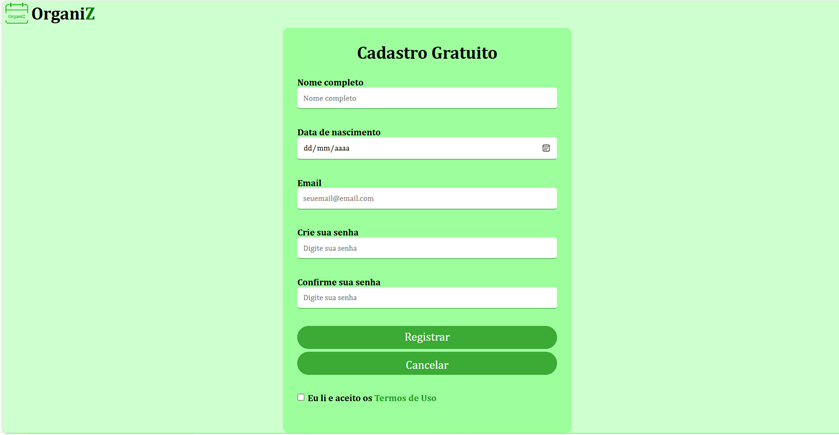 OrganiZ
OrganiZ
Cadastro Gratuito
Nome completo
Nome completo
Data de nascimento
dd/mm/aaaa
Email
seuemail@email.com
Crie sua senha
Digite sua senha
Confirme sua senha
Digite sua senha
Registrar
Cancelar
Eu li e aceito os Termos de Uso